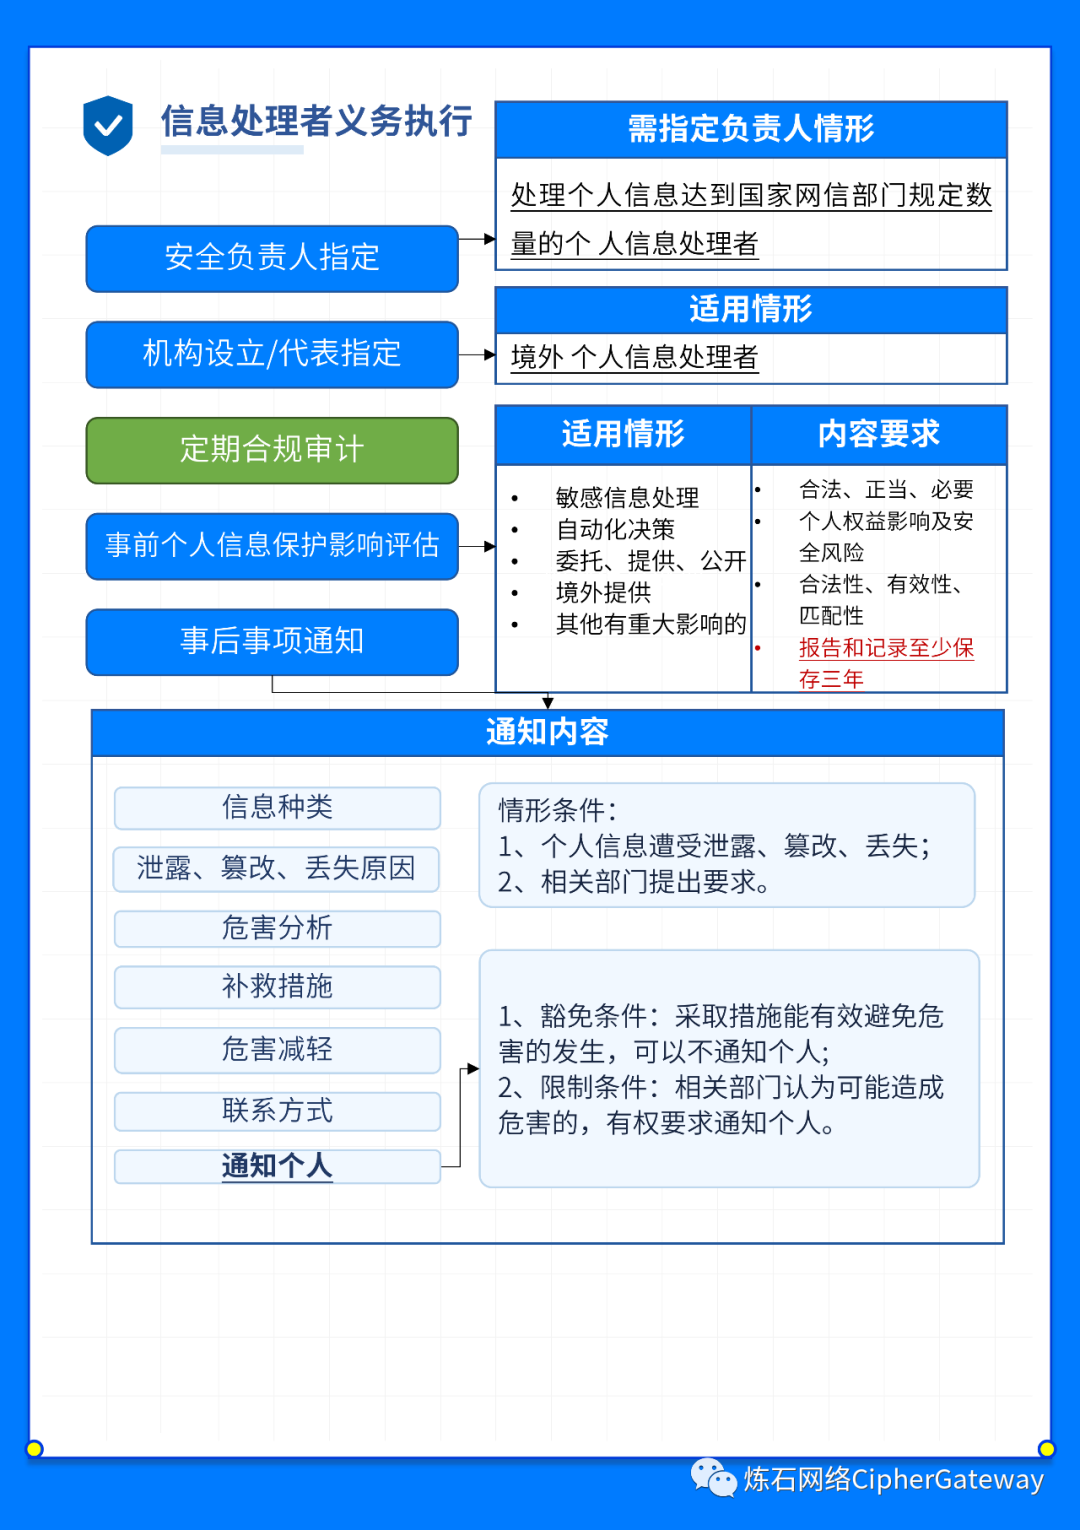 信息处理者义务执行
需指定负责人情形
处理个人信息达到国家网信部门规定数
量的个 人信息处理者
安全负责人指定
适用情形
境外 个人信息处理者
机构设立/代表指定
定期合规审计
事前个人信息保护影响评估
事后事项通知
适用情形
• 敏感信息处理
• 自动化决策
• 委托、提供、公开
• 境外提供
• 其他有重大影响的
内容要求
• 合法、正当、必要
• 个人权益影响及安
全风险
• 合法性、有效性、
匹配性
• 报告和记录至少保
存三年
通知内容
信息种类
泄露、篡改、丢失原因
危害分析
补救措施
危害减轻
联系方式
通知个人
情形条件：
1、个人信息遭受泄露、篡改、丢失；
2、相关部门提出要求。
1、豁免条件：采取措施能有效避免危
害的发生，可以不通知个人;
2、限制条件：相关部门认为可能造成
危害的，有权要求通知个人。
炼石网络CipherGateway